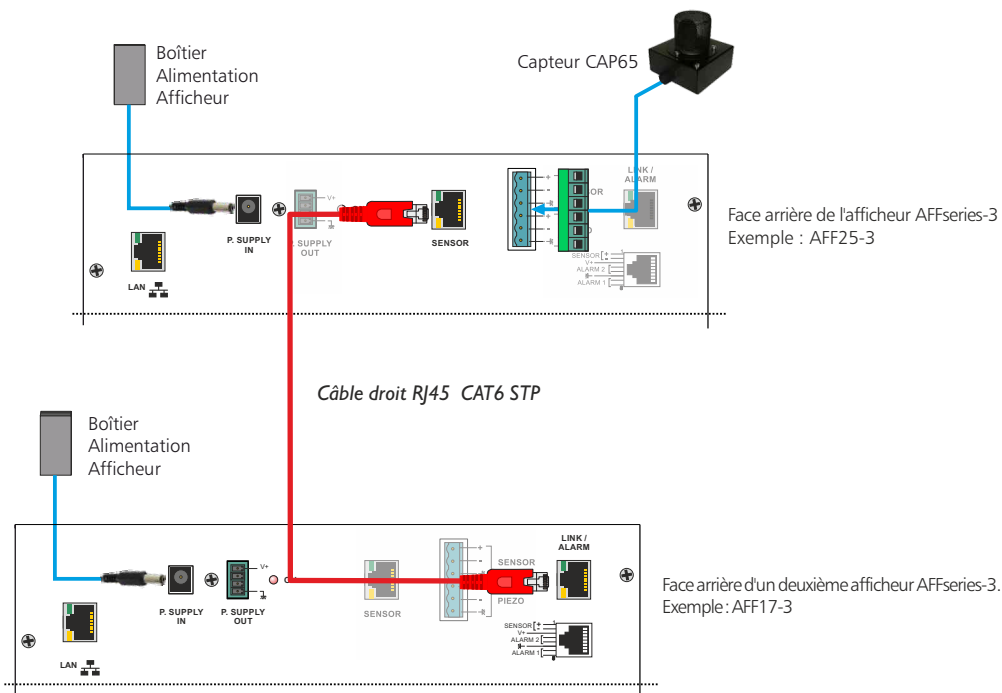 Boîtier
Alimentation
Afficheur
Capteur CAP65
P. SUPPLY
IN
V+
SUPPLY
OUT
SENSOR
LAN
+
-
OR
LINK /
ALARM
SENSOR [+
-
V+
ALARM 2 [
ALARM 1 [
Face arrière de l'afficheur AFFseries-3
Exemple : AFF25-3
Câble droit RJ45 CAT6 STP
Boîtier
Alimentation
Afficheur
P. SUPPLY
IN
V+
P. SUPPLY
OUT
LAN
SENSOR
+
-
SENSOR
PIEZO
+
-
LINK /
ALARM
SENSOR [+
-
V+
ALARM 2 [
ALARM 1 [
Face arrière d'un deuxième afficheur AFFseries-3.
Exemple : AFF17-3